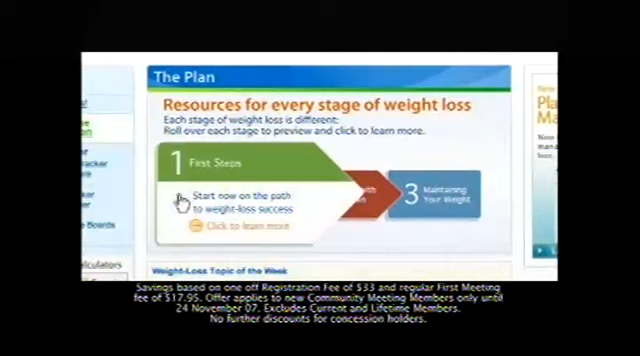 The Plan
Resources for every stage of weight loss
Each stage of weight loss is different:
Roll over each stage to preview and click to learn more.
1 First Steps
Start now on the path
to weight-loss success
Click to learn more
3 Maintaining
Your Weight
Weight-Loss Topic of the Week
Boards
Savings based on one off Registration Fee of $33 and regular First Meeting
fee of $17.95. Offer applies to new Community Meeting Members only until
24 November 07. Excludes Current and Lifetime Members.
No further discounts for concession holders.